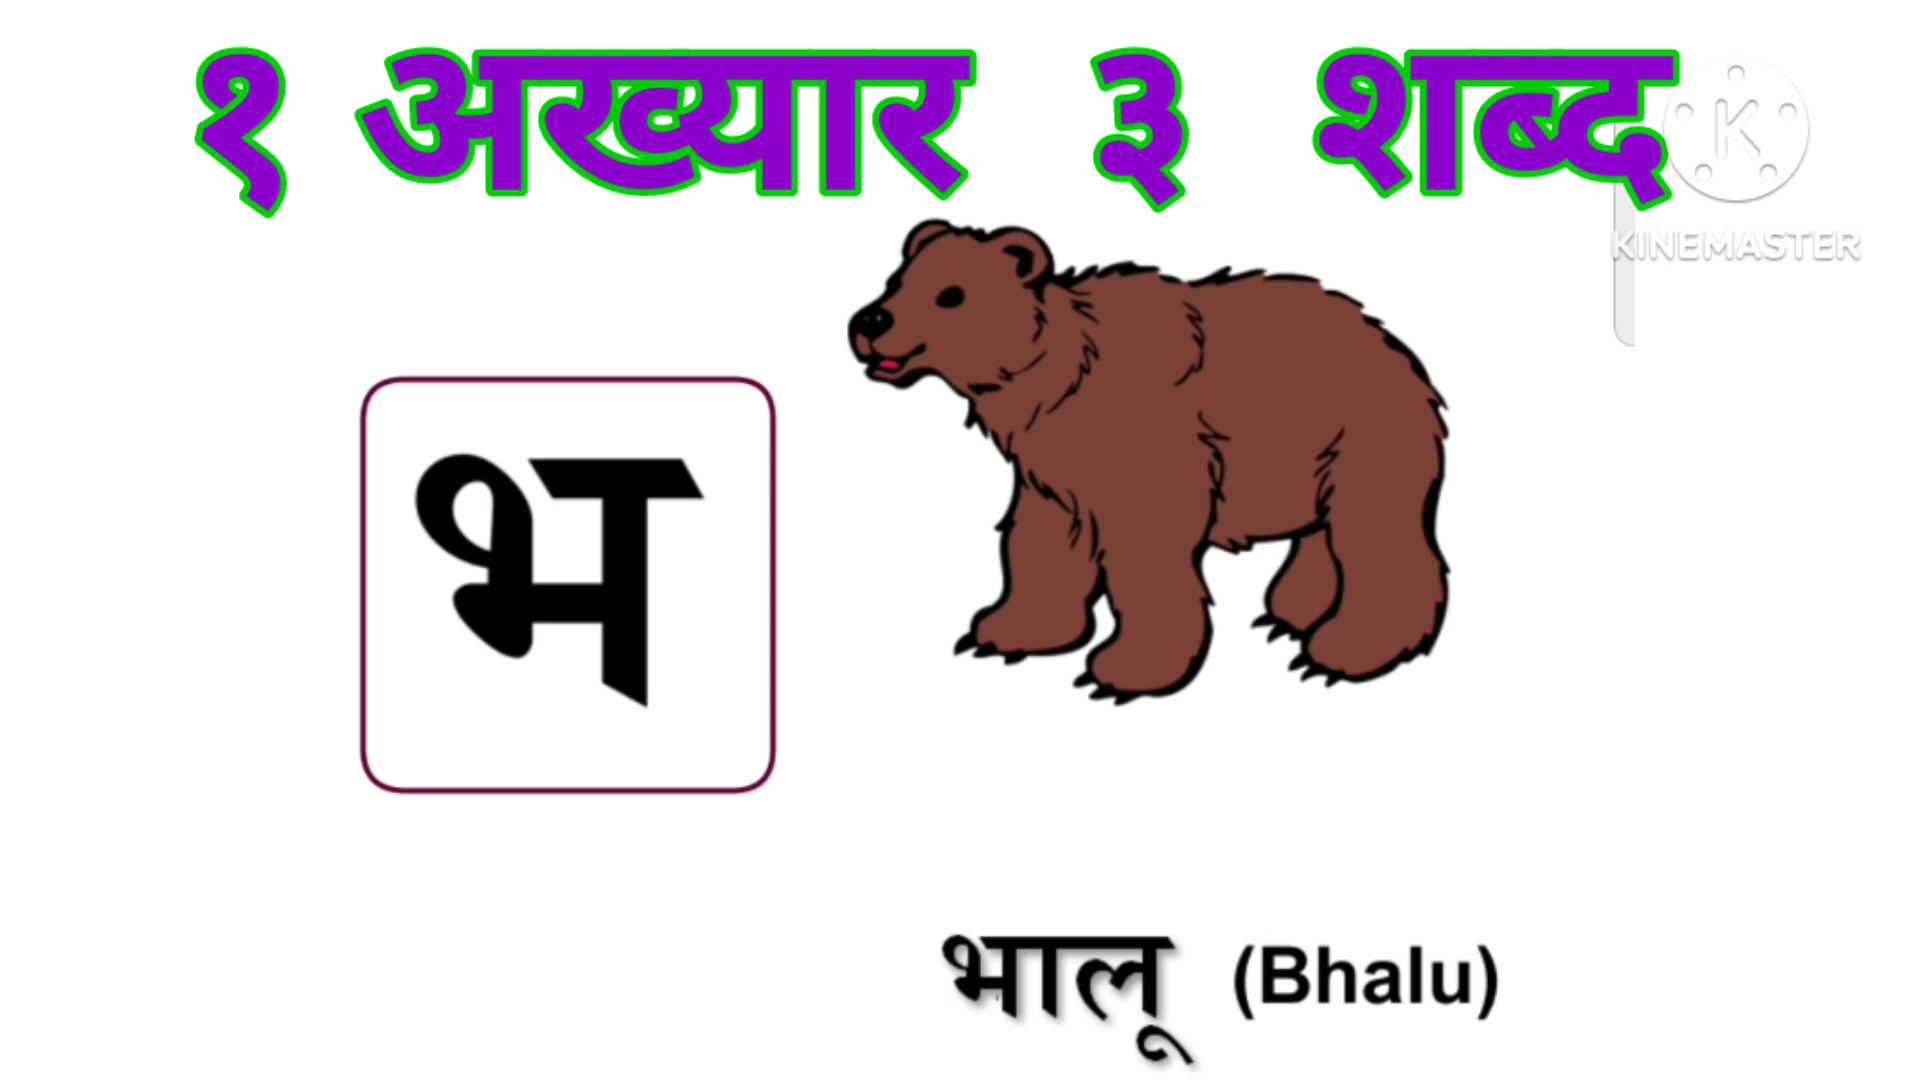 १ अख्यार ३ शब्द
K
KINEMASTER
भ
भालू (Bhalu)